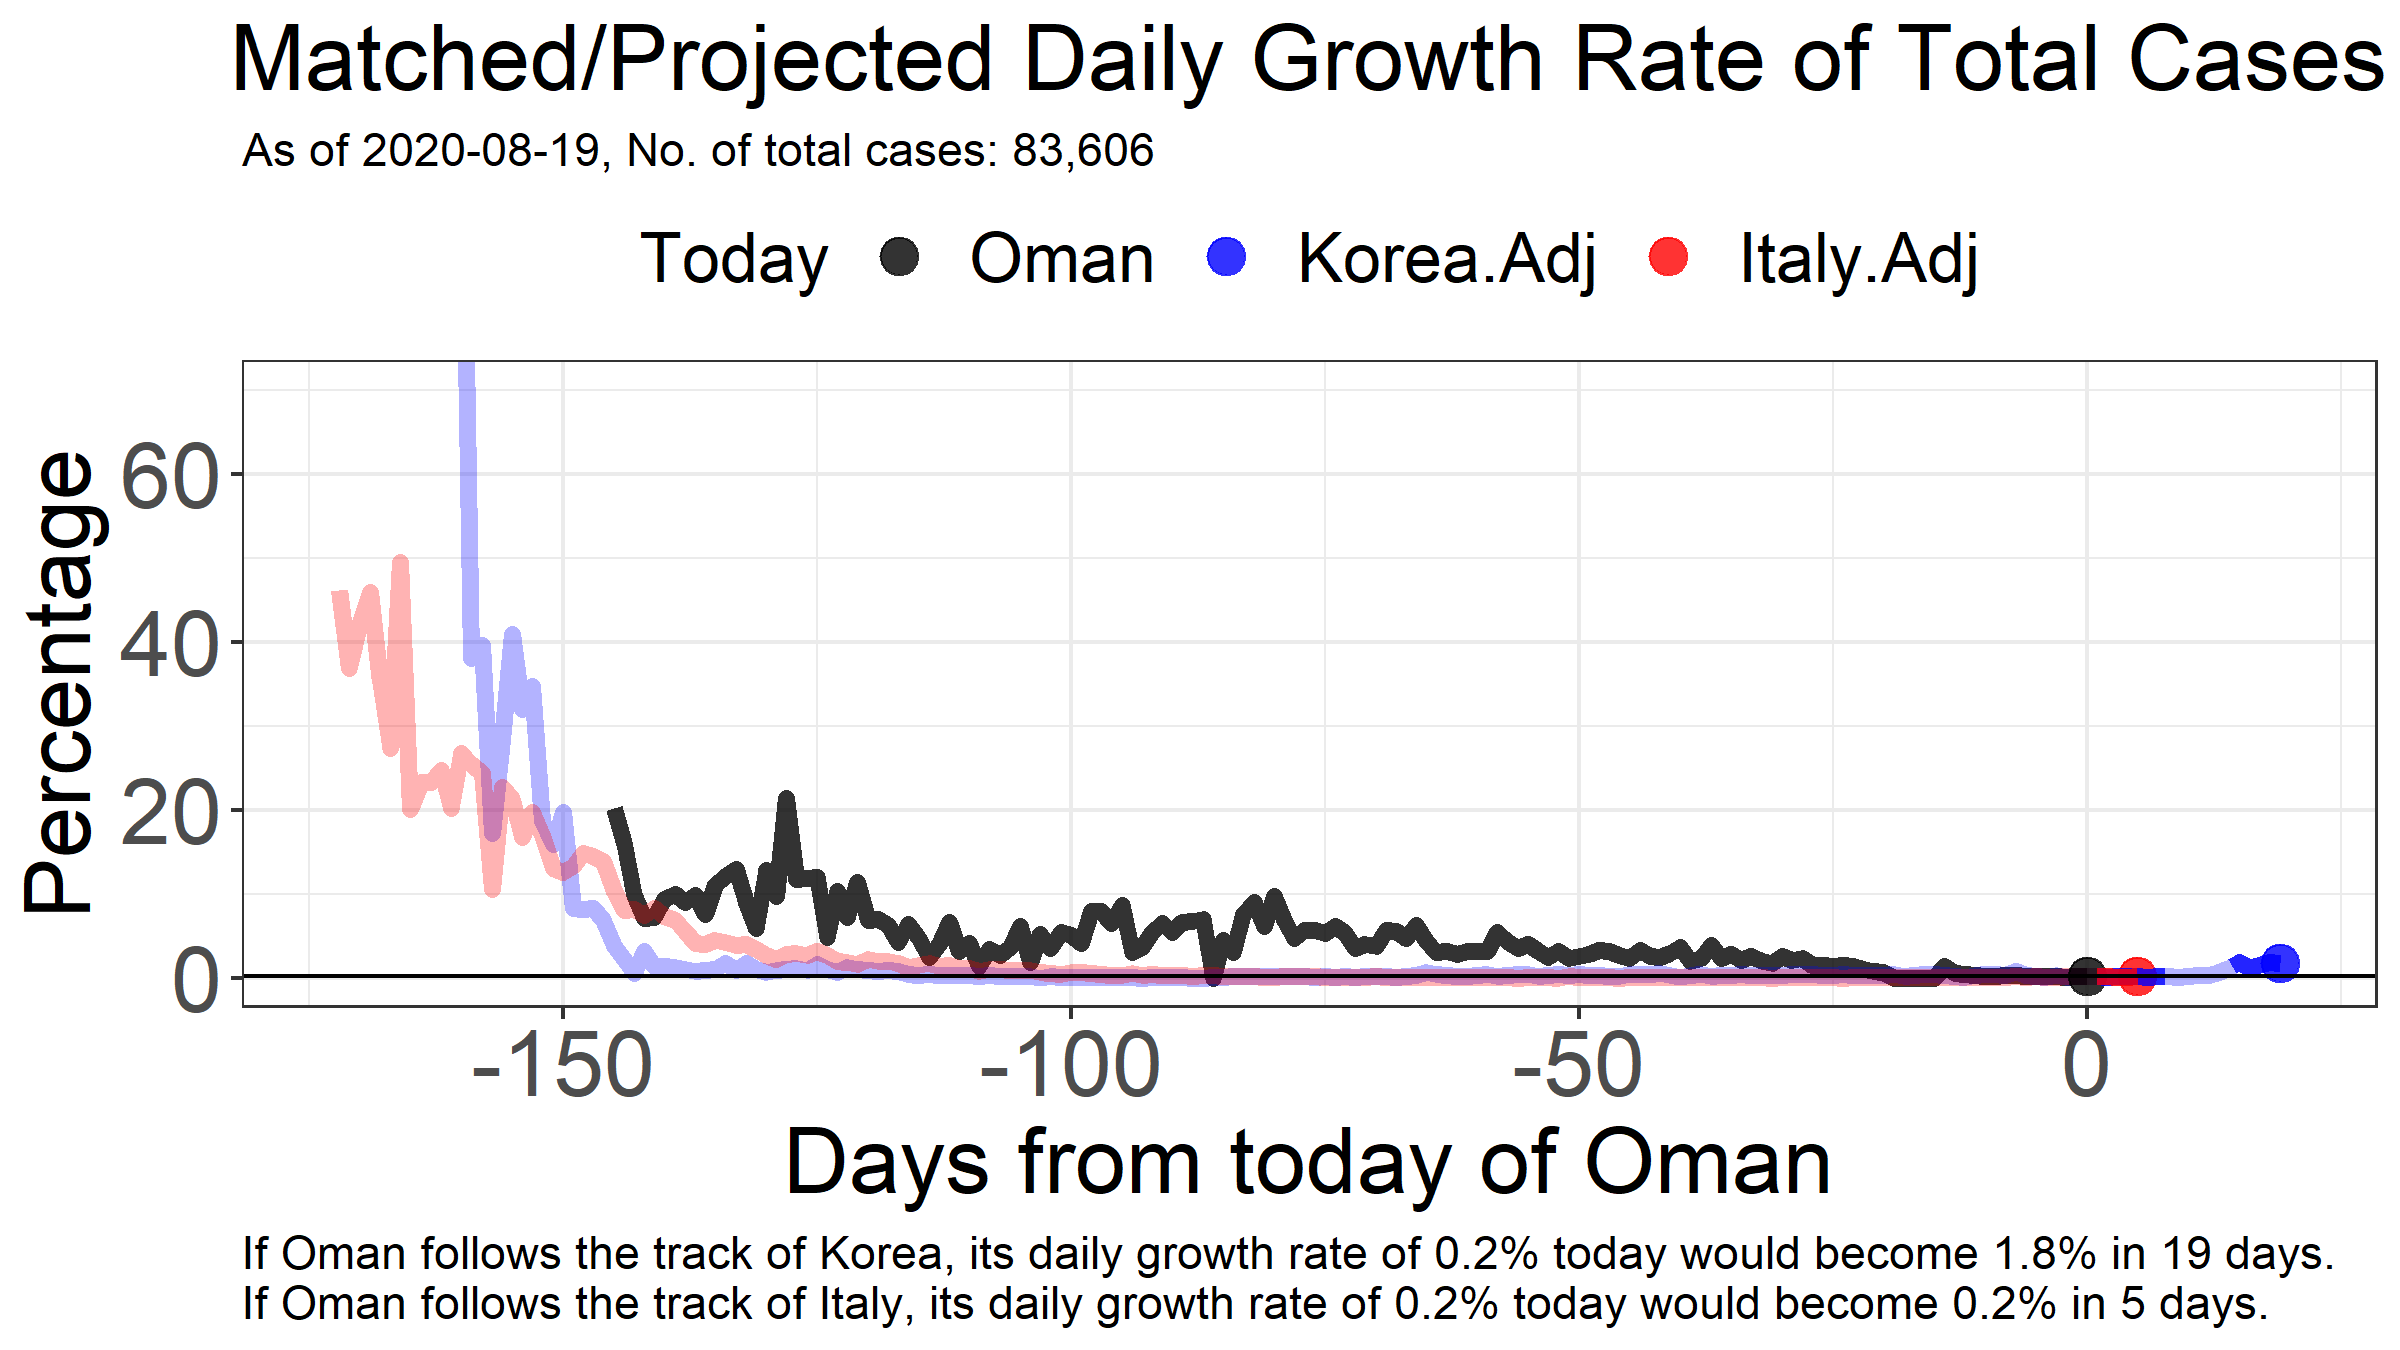 Matched/Projected Daily Growth Rate of Total Cases
As of 2020-08-19, No. of total cases: 83,606
Today Oman Korea.Adj Italy.Adj
Percentage
60
40
20
0
-150 -100 -50 0
Days from today of Oman
If Oman follows the track of Korea, its daily growth rate of 0.2% today would become 1.8% in 19 days.
If Oman follows the track of Italy, its daily growth rate of 0.2% today would become 0.2% in 5 days.